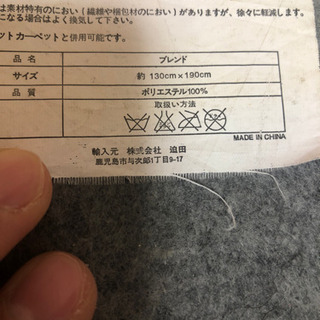 は素材特有のにおい(繊維や梱包材のにおい)がありますが、徐々に軽減します。
になる場合はよく換気して下さい。
ットカーペットと併用可能です。
品名 ブレンド
サイズ 約 130cm×190cm
品質 ポリエステル100%
取扱い方法
MADE IN CHINA
輸入元 株式会社 迫田
鹿児島市与次郎1丁目9-17